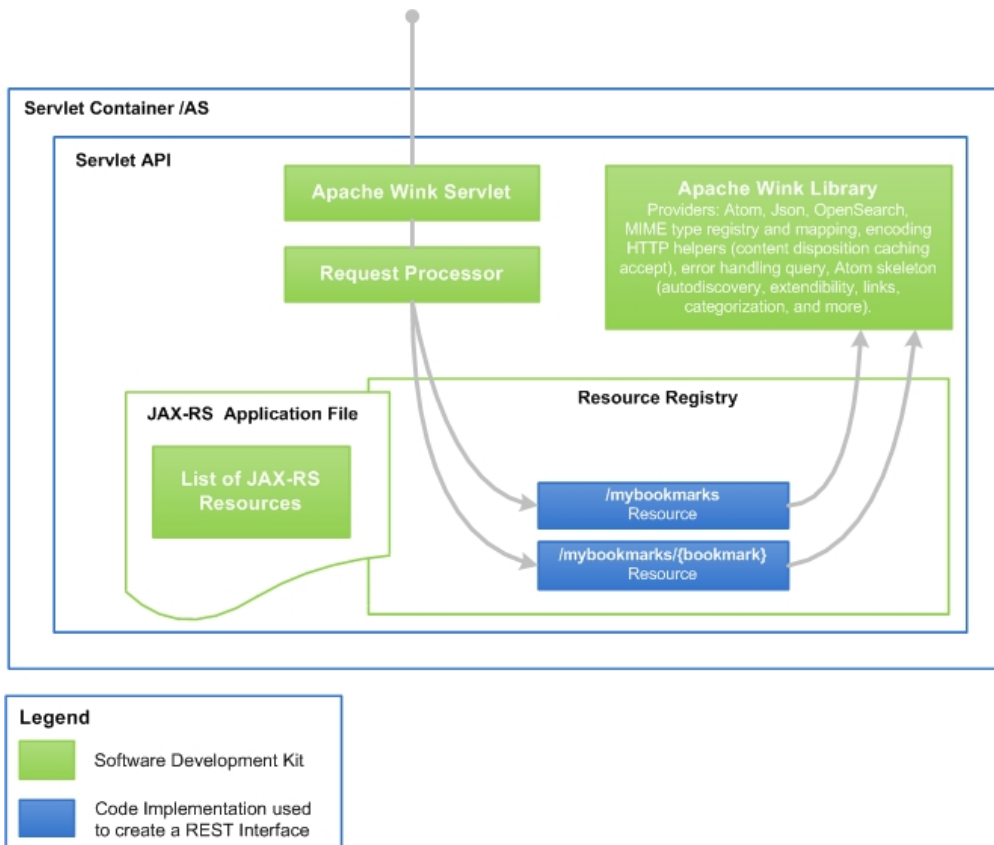 Servlet Container /AS
Servlet API
Apache Wink Servlet
Request Processor
Apache Wink Library
Providers: Atom, Json, OpenSearch,
MIME type registry and mapping, encoding
HTTP helpers (content disposition caching
accept), error handling query, Atom skeleton
(autodiscovery, extendibility, links,
categorization, and more).
JAX-RS Application File
List of JAX-RS
Resources
Resource Registry
/mybookmarks
Resource
/mybookmarks/{bookmark}
Resource
Legend
Software Development Kit
Code Implementation used
to create a REST Interface